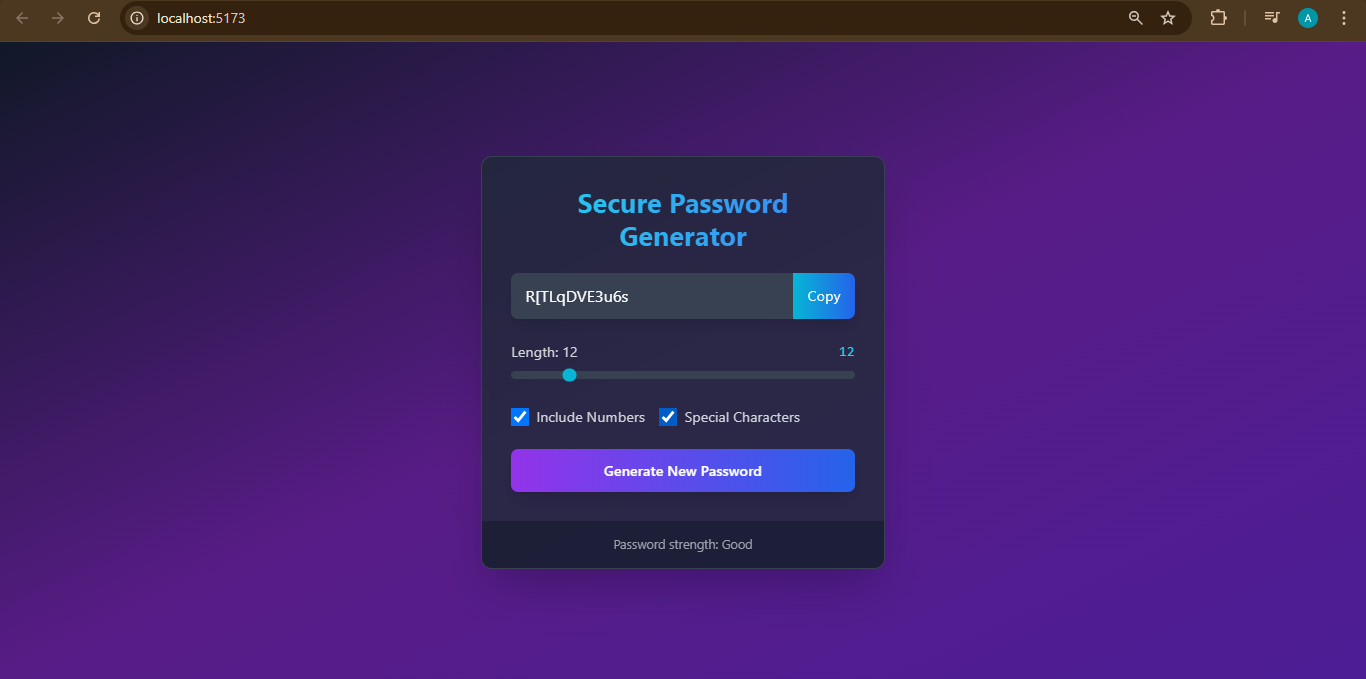 localhost:5173
A
Secure Password
Generator
R[TLqDVE3u6s
Copy
Length: 12
12
Include Numbers
Special Characters
Generate New Password
Password strength: Good